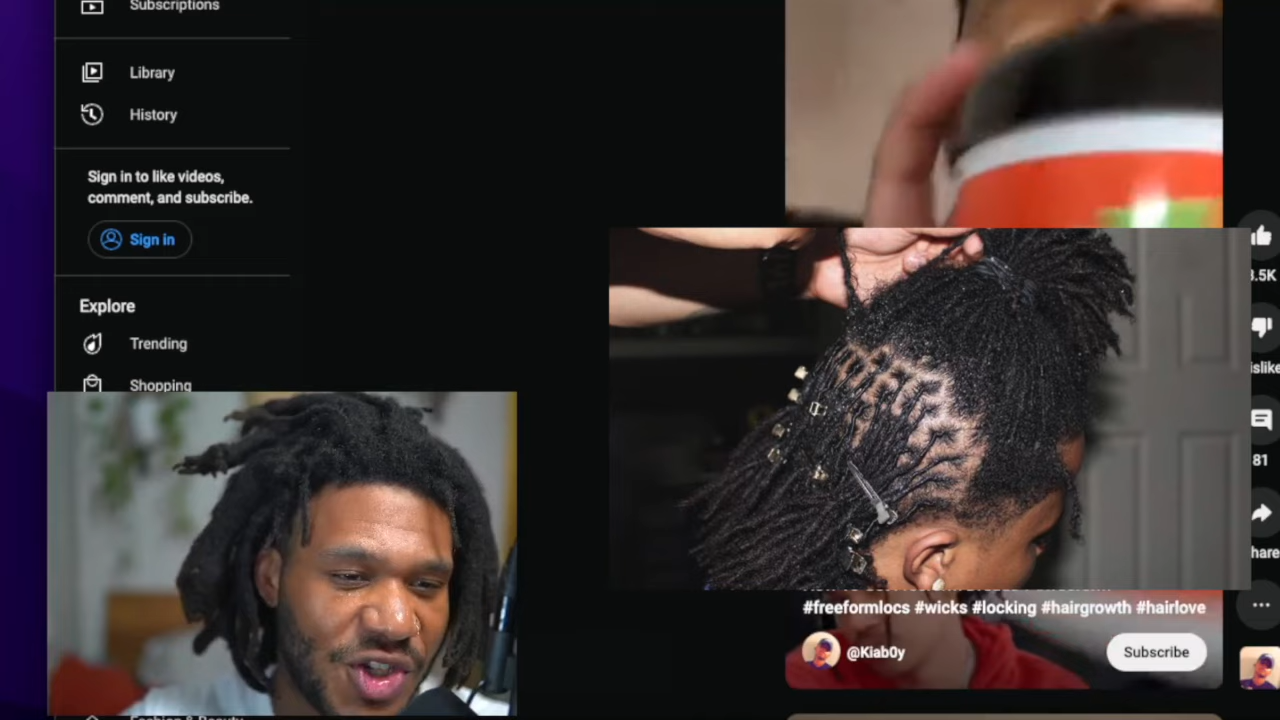 Subscriptions
Library
History
Sign in to like videos,
comment, and subscribe.
Sign in
Explore
Trending
Shopping
#freeformlocs #wicks #locking #hairgrowth #hairlove
@Kiab0y
Subscribe
81